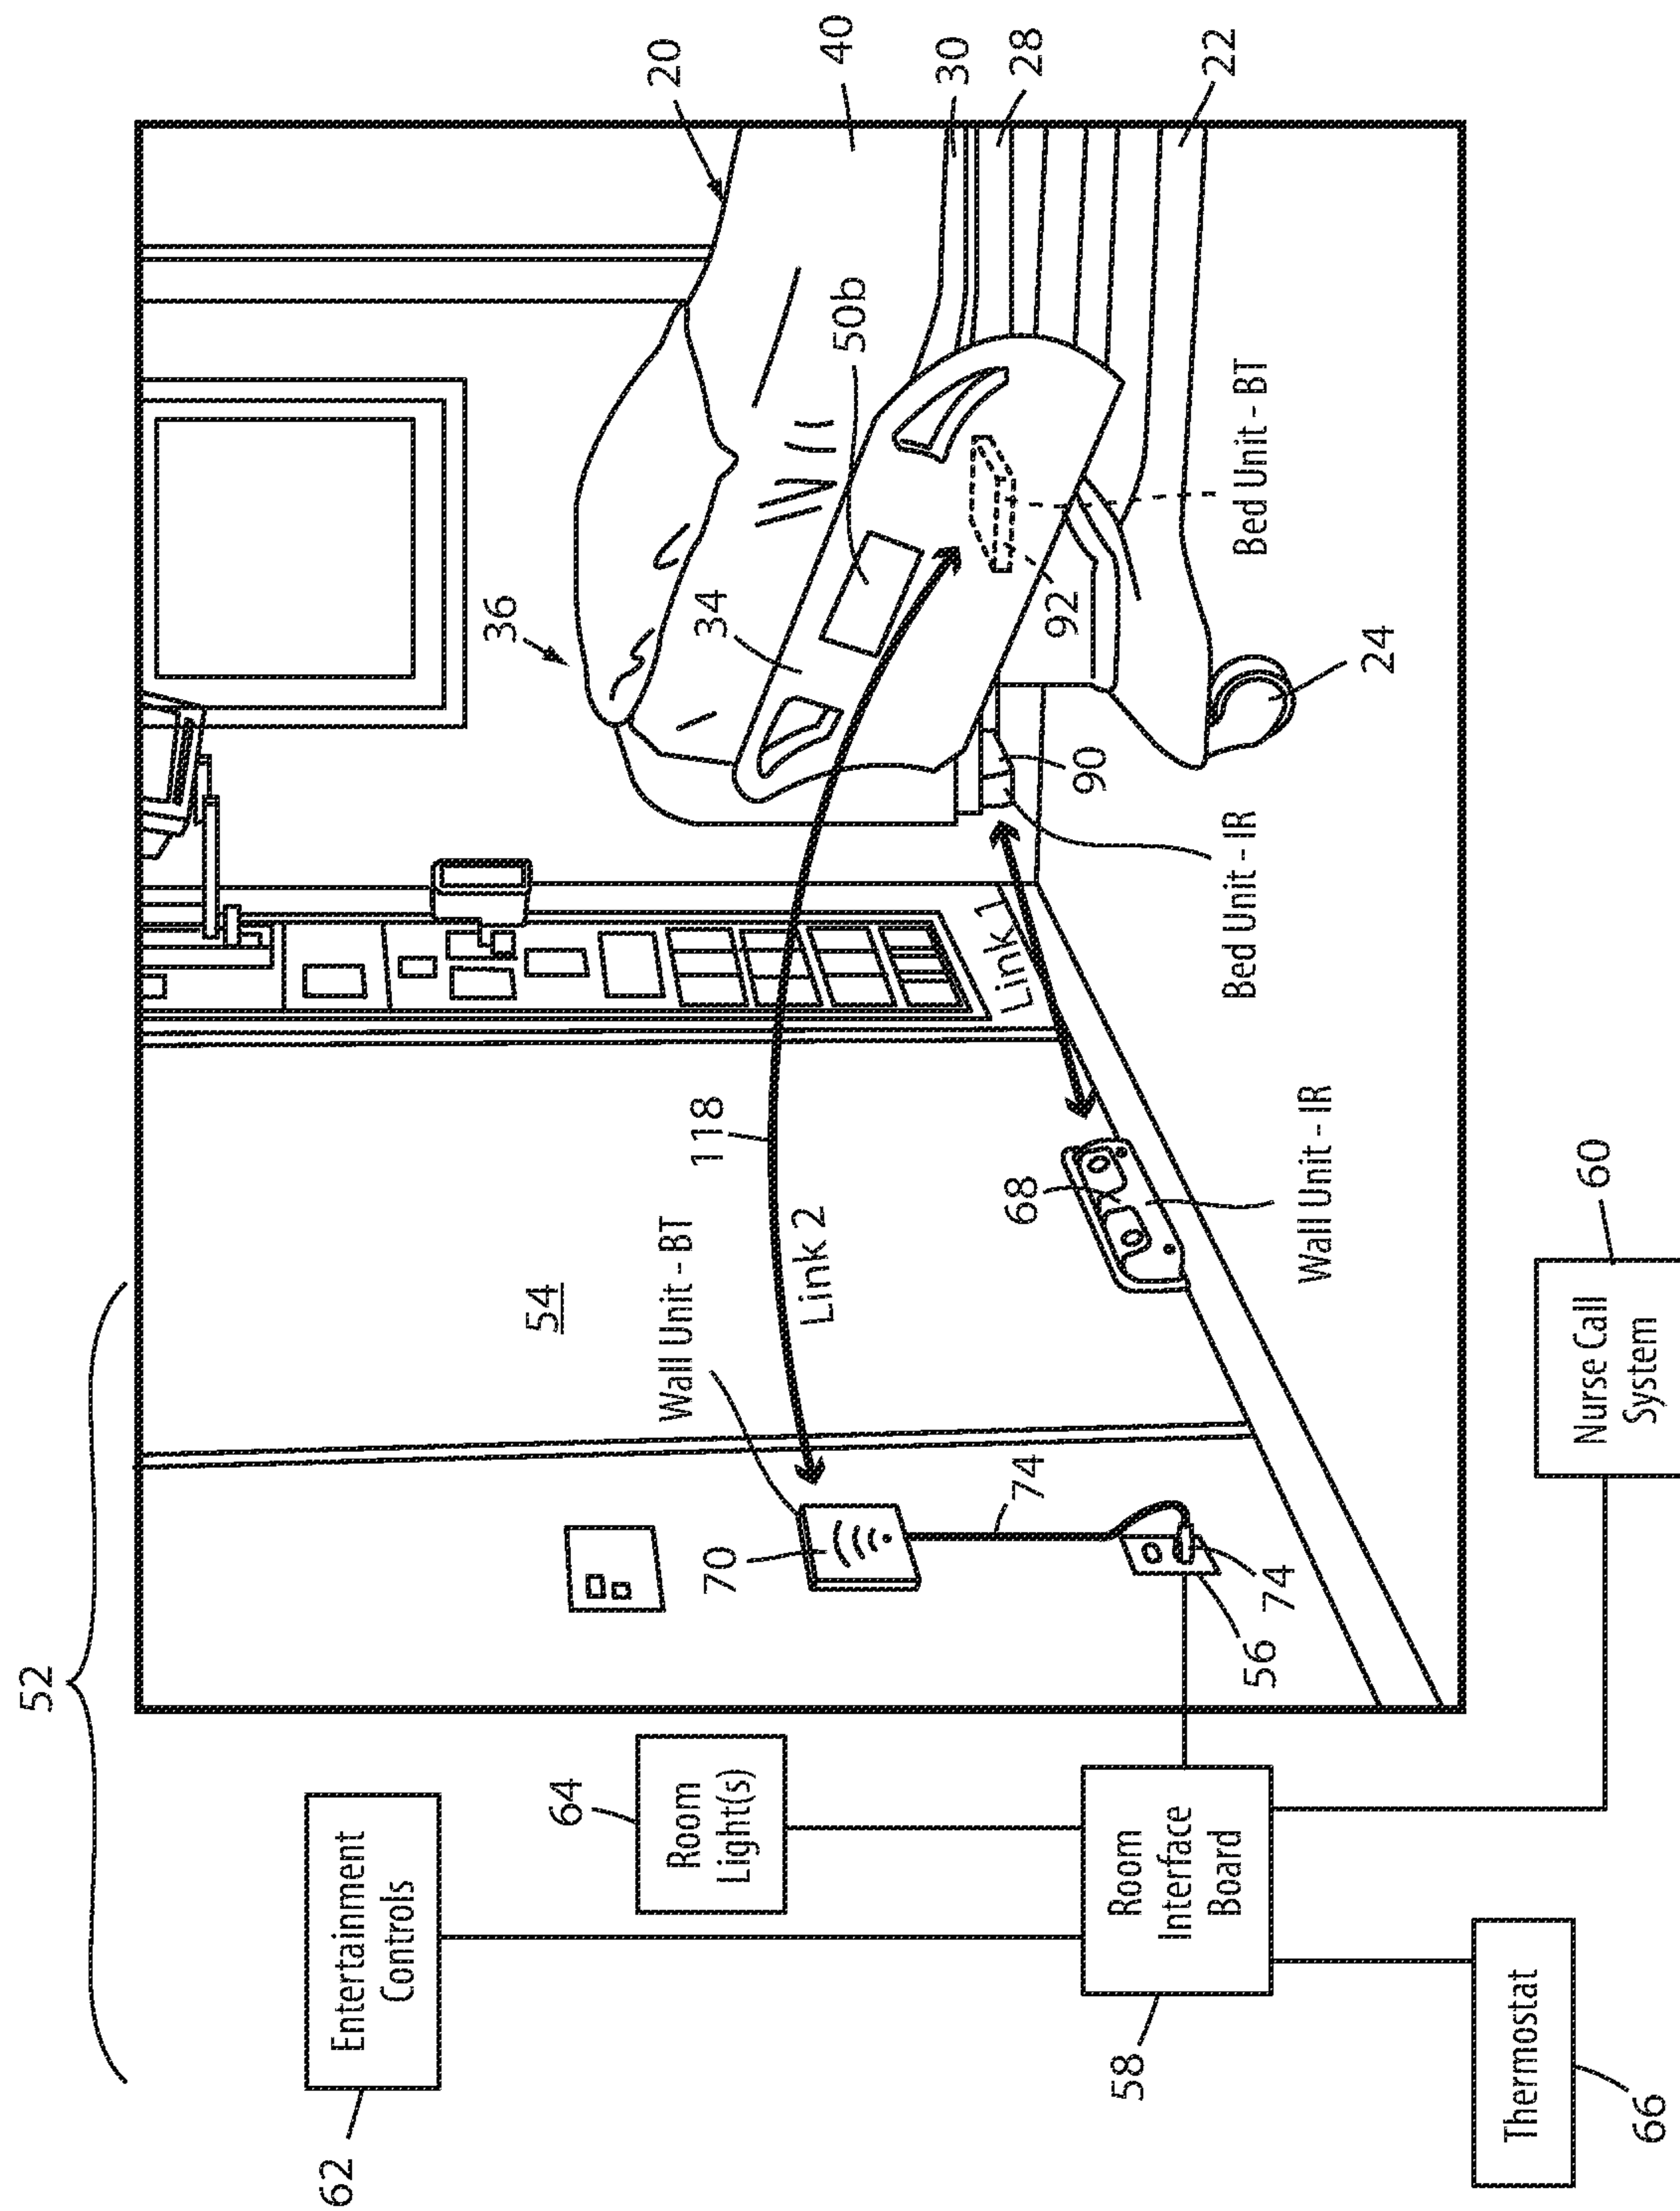 52
62
Entertainment
Controls
64
Room
Light(s)
58
Room
Interface
Board
66
Thermostat
60
Nurse Call
System
54
Wall Unit - BT
70
74
74
56
118
Link 2
Link 1
68
Wall Unit - IR
Bed Unit - IR
90
36
34
50b
92
Bed Unit - BT
24
20
40
30
28
22